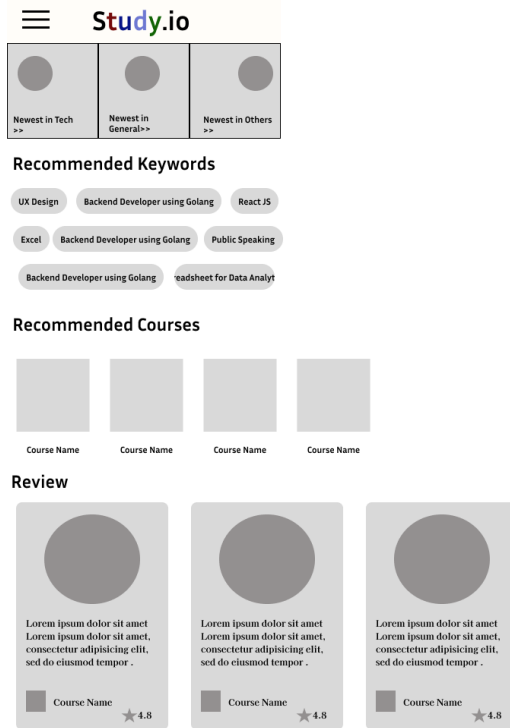 Study.io
Newest in Tech
>>
Newest in
General>>
Newest in Others
>>
Recommended Keywords
UX Design
Backend Developer using Golang
React JS
Excel
Backend Developer using Golang
Public Speaking
Backend Developer using Golang
eadsheet for Data Analyt
Recommended Courses
Course Name
Course Name
Course Name
Course Name
Review
Lorem ipsum dolor sit amet
Lorem ipsum dolor sit amet,
consectetur adipisicing elit,
sed do eiusmod tempor .
Course Name
4.8
Lorem ipsum dolor sit amet
Lorem ipsum dolor sit amet,
consectetur adipisicing elit,
sed do eiusmod tempor .
Course Name
4.8
Lorem ipsum dolor sit amet
Lorem ipsum dolor sit amet,
consectetur adipisicing elit,
sed do eiusmod tempor .
Course Name
4.8